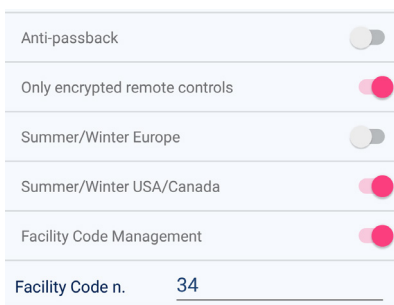 Anti-passback
Only encrypted remote controls
Summer/Winter Europe
Summer/Winter USA/Canada
Facility Code Management
Facility Code n. 34